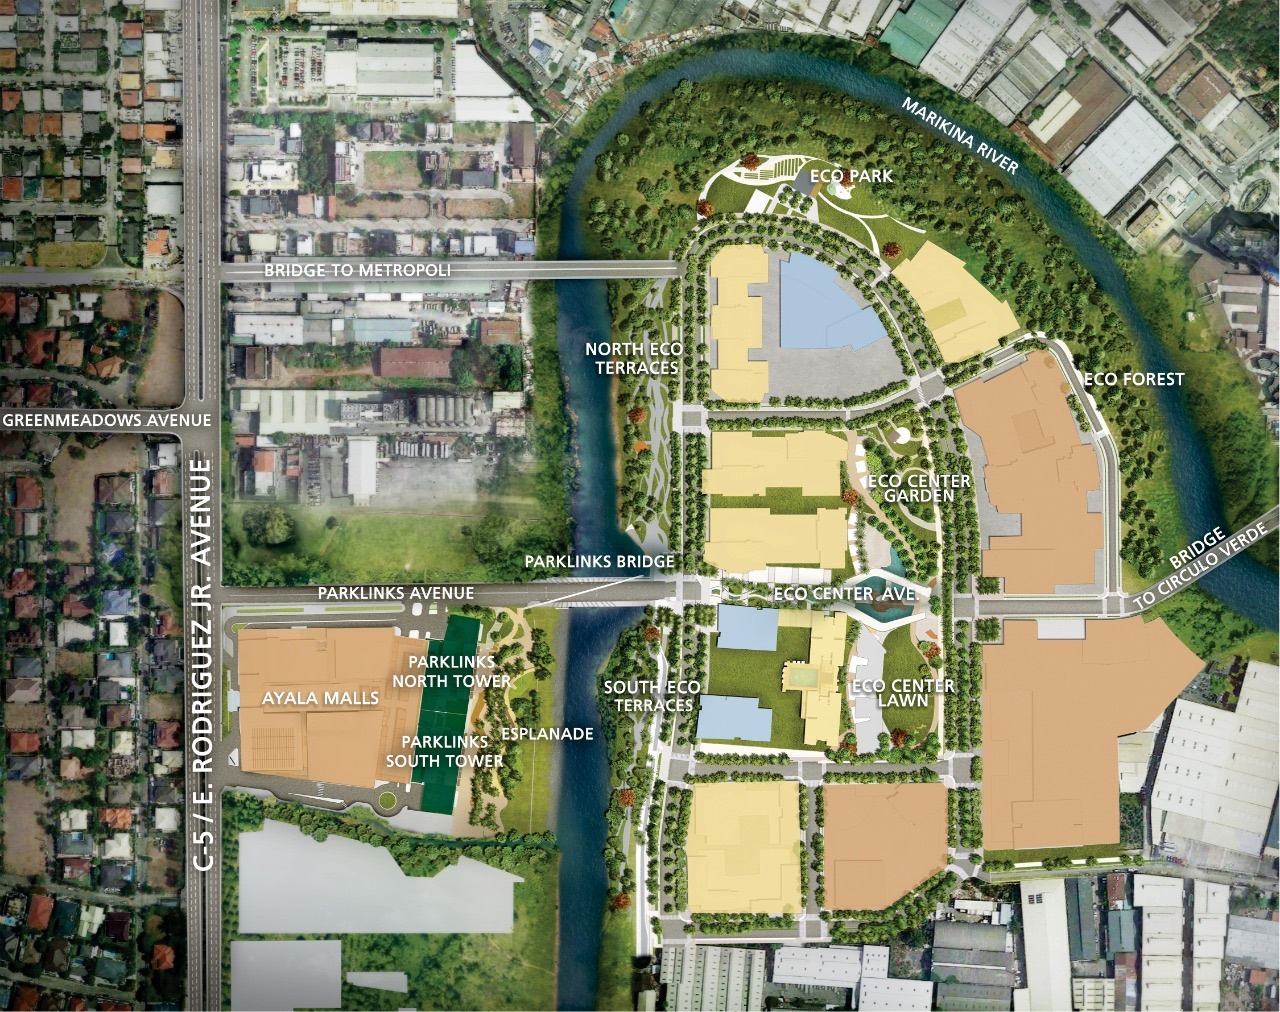 MARIKINA RIVER
ECO PARK
BRIDGE TO METROPOLI
NORTH ECO
TERRACES
ECO FOREST
GREENMEADOWS AVENUE
C-5 / E. RODRIGUEZ JR. AVENUE
ECO CENTER
GARDEN
BRIDGE
TO CIRCULO VERDE
PARKLINKS BRIDGE
PARKLINKS AVENUE
ECO CENTER AVE.
PARKLINKS
NORTH TOWER
AYALA MALLS
SOUTH ECO
TERRACES
ECO CENTER
LAWN
ESPLANADE
PARKLINKS
SOUTH TOWER